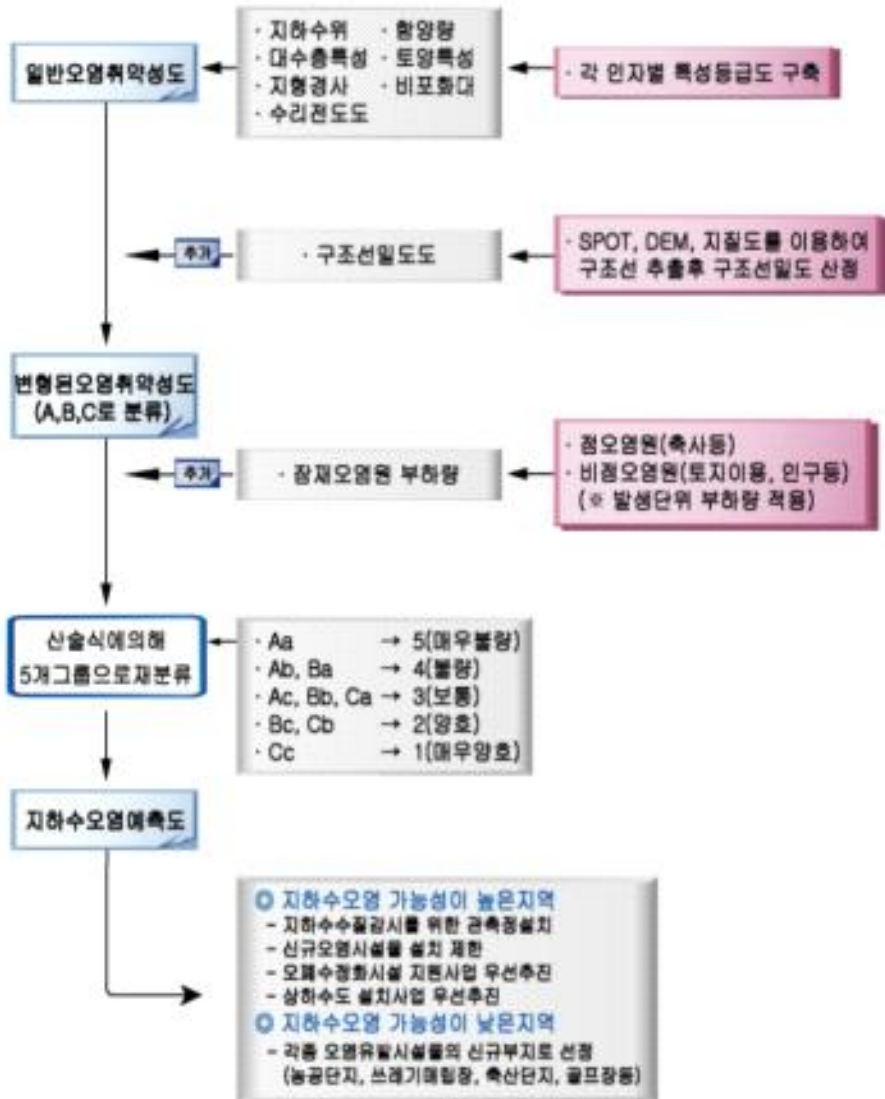 일반오염취약성도
· 지하수위 · 함양량
· 대수층특성 · 토양특성
· 지형경사 · 비포화대
· 수리전도도
· 각 인자별 특성등급도 구축
추가
· 구조선밀도도
· SPOT, DEM, 지질도를 이용하여
구조선 추출후 구조선밀도 산정
변형된오염취약성도
(A,B,C로 분류)
추가
· 잠재오염원 부하량
· 점오염원(축사등)
· 비점오염원(토지이용, 인구등)
(※ 발생단위 부하량 적용)
산술식에의해
5개그룹으로재분류
· Aa → 5(매우불량)
· Ab, Ba → 4(불량)
· Ac, Bb, Ca → 3(보통)
· Bc, Cb → 2(양호)
· Cc → 1(매우양호)
지하수오염예측도
◎ 지하수오염 가능성이 높은지역
- 지하수수질감시를 위한 관측정설치
- 신규오염시설물 설치 제한
- 오폐수정화시설 지원사업 우선추진
- 상하수도 설치사업 우선추진
◎ 지하수오염 가능성이 낮은지역
- 각종 오염유발시설물의 신규부지로 선정
(농공단지, 쓰레기매립장, 축산단지, 골프장등)